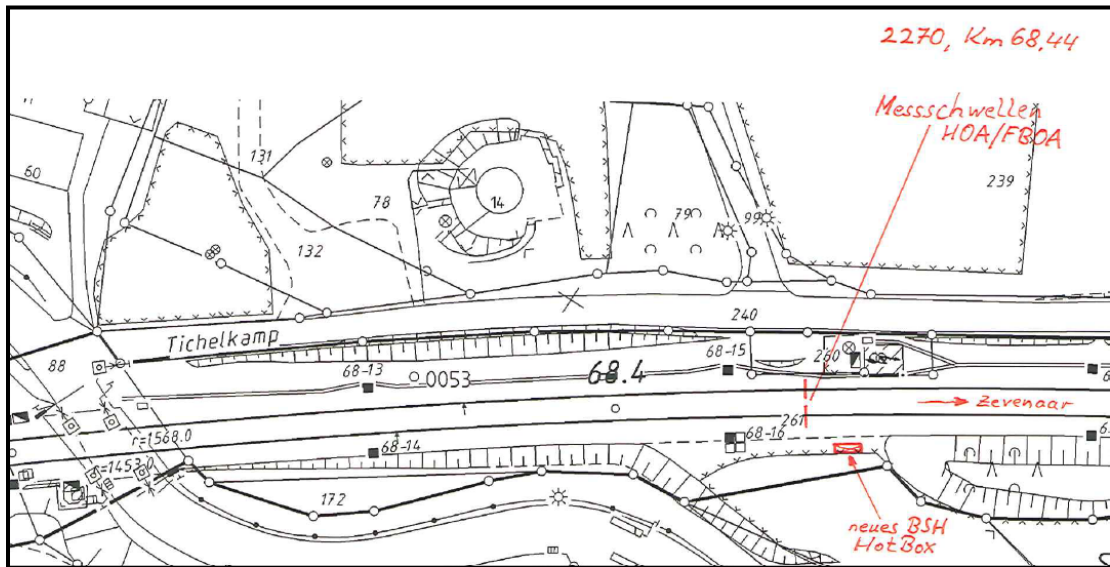 2270, Km 68,44
Messschwellen
HOA/FBOA
131
60
78
14
79
99
239
132
240
Tichelkamp
88
68-13
0053
68.4
68-15
260
Zevenaar
261
r=1568.0
68-14
68-16
=1453.0
172
neues BSH
HotBox